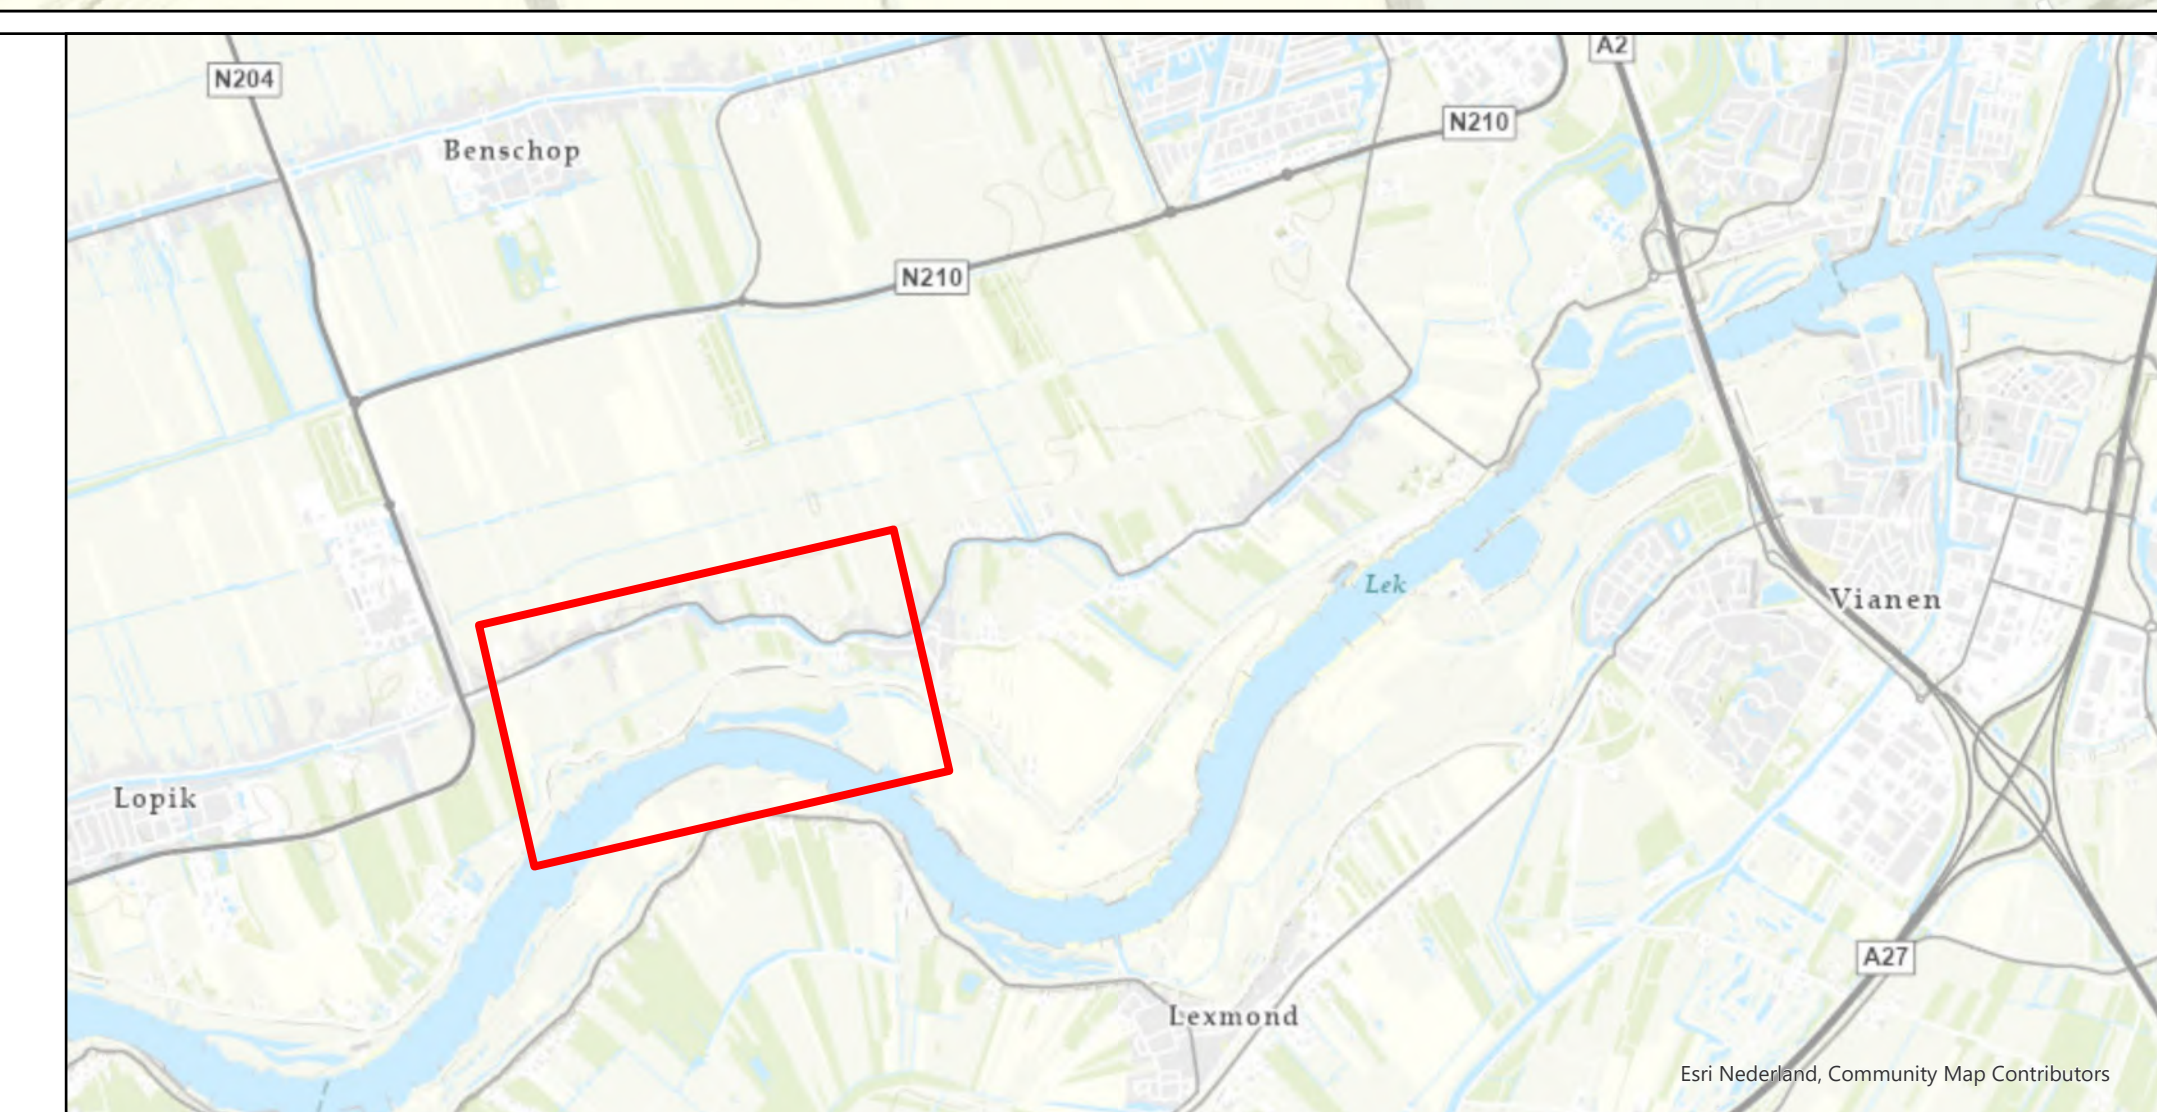 A2
N204
N210
Benschop
N210
Lek
Vianen
Lopik
A27
Lexmond
Esri Nederland, Community Map Contributors